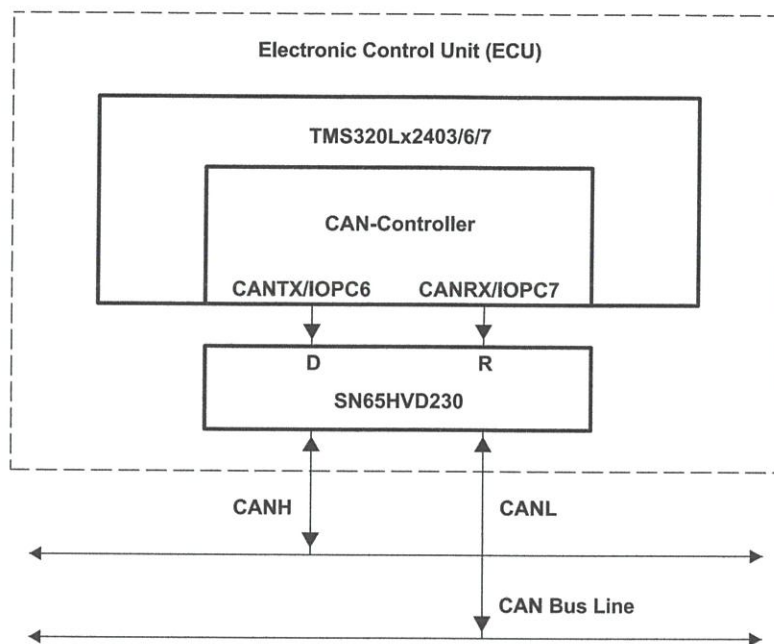 Electronic Control Unit (ECU)
TMS320Lx2403/6/7
CAN-Controller
CANTX/IOPC6 CANRX/IOPC7
D R
SN65HVD230
CANH CANL
CAN Bus Line